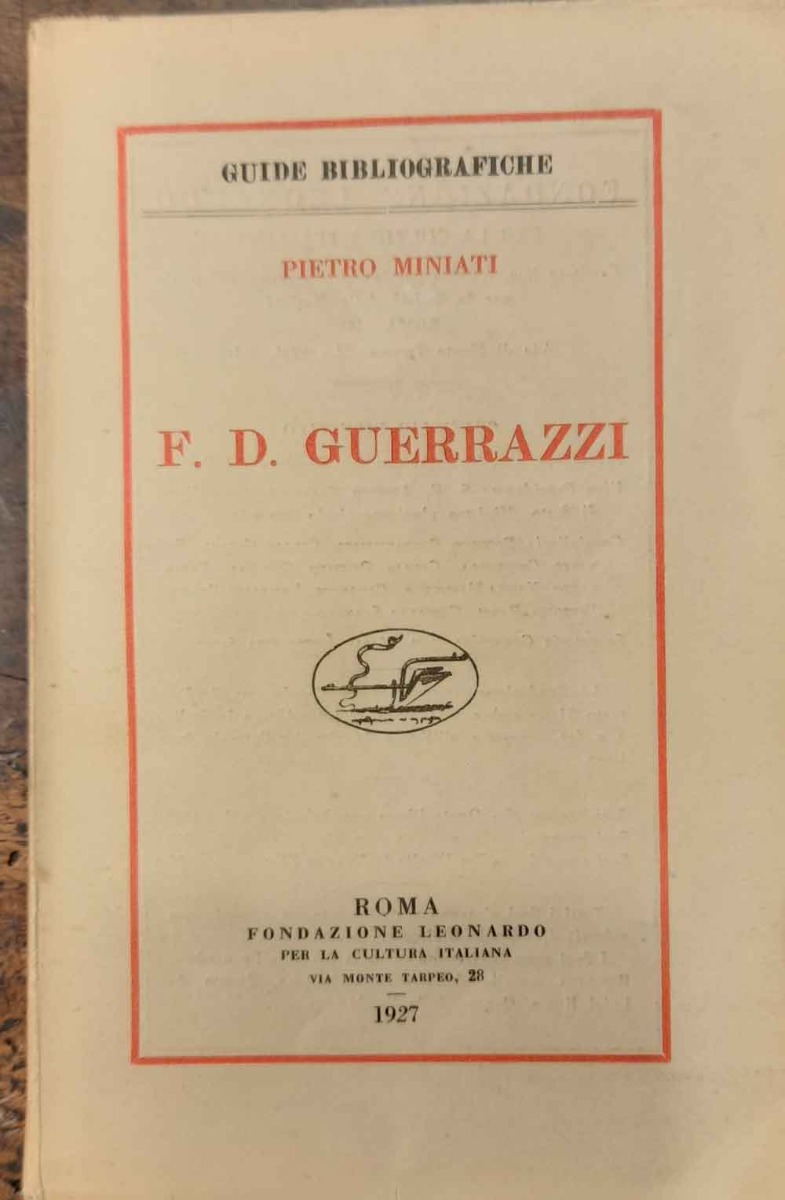 GUIDE BIBLIOGRAFICHE
PIETRO MINIATI
F. D. GUERRAZZI
ROMA
FONDAZIONE LEONARDO
PER LA CULTURA ITALIANA
VIA MONTE TARPEO, 28
1927